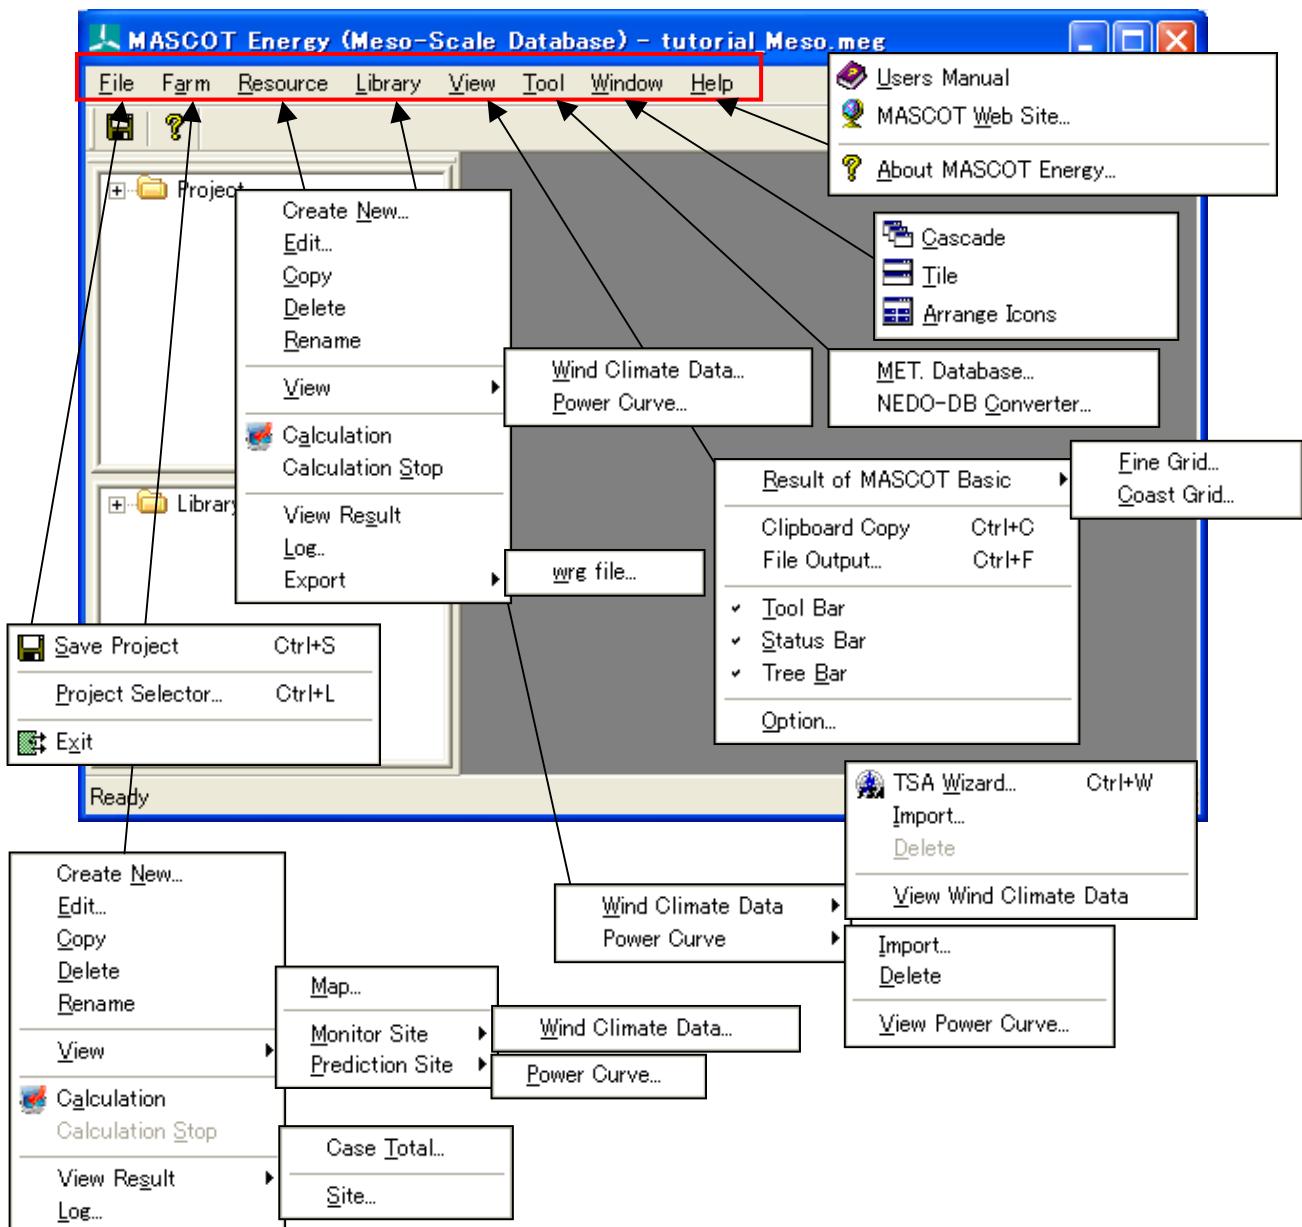 MASCOT Energy (Meso-Scale Database) - tutorial_Meso.meg
File Farm Resource Library View Tool Window Help
Users Manual
MASCOT Web Site...
About MASCOT Energy...
Project
Create New...
Edit...
Copy
Delete
Rename
View
Calculation
Calculation Stop
View Result
Log..
Export
Cascade
Tile
Arrange Icons
Wind Climate Data...
Power Curve...
MET. Database...
NEDO-DB Converter...
Result of MASCOT Basic
Clipboard Copy Ctrl+C
File Output... Ctrl+F
Tool Bar
Status Bar
Tree Bar
Option...
Fine Grid...
Coast Grid...
Library
wrg file...
Save Project Ctrl+S
Project Selector... Ctrl+L
Exit
Ready
TSA Wizard... Ctrl+W
Import...
Delete
View Wind Climate Data
Wind Climate Data
Power Curve
Import...
Delete
View Power Curve...
Create New...
Edit...
Copy
Delete
Rename
View
Calculation
Calculation Stop
View Result
Log...
Map...
Monitor Site
Prediction Site
Wind Climate Data...
Power Curve...
Case Total...
Site...